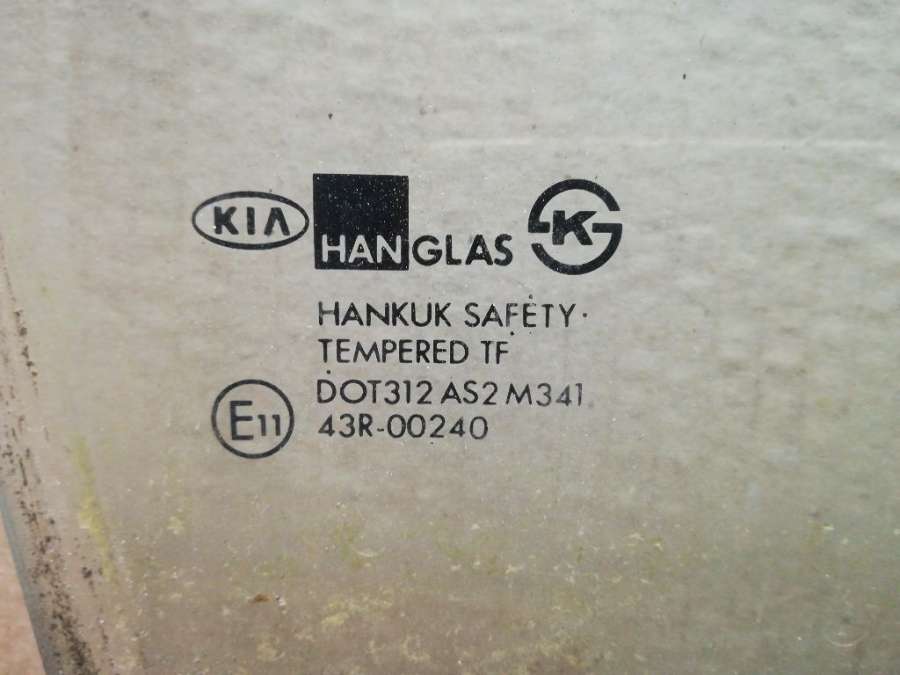 KIA HANGLAS K
HANKUK SAFETY
TEMPERED TF
DOT312 AS2 M341
E11 43R-00240